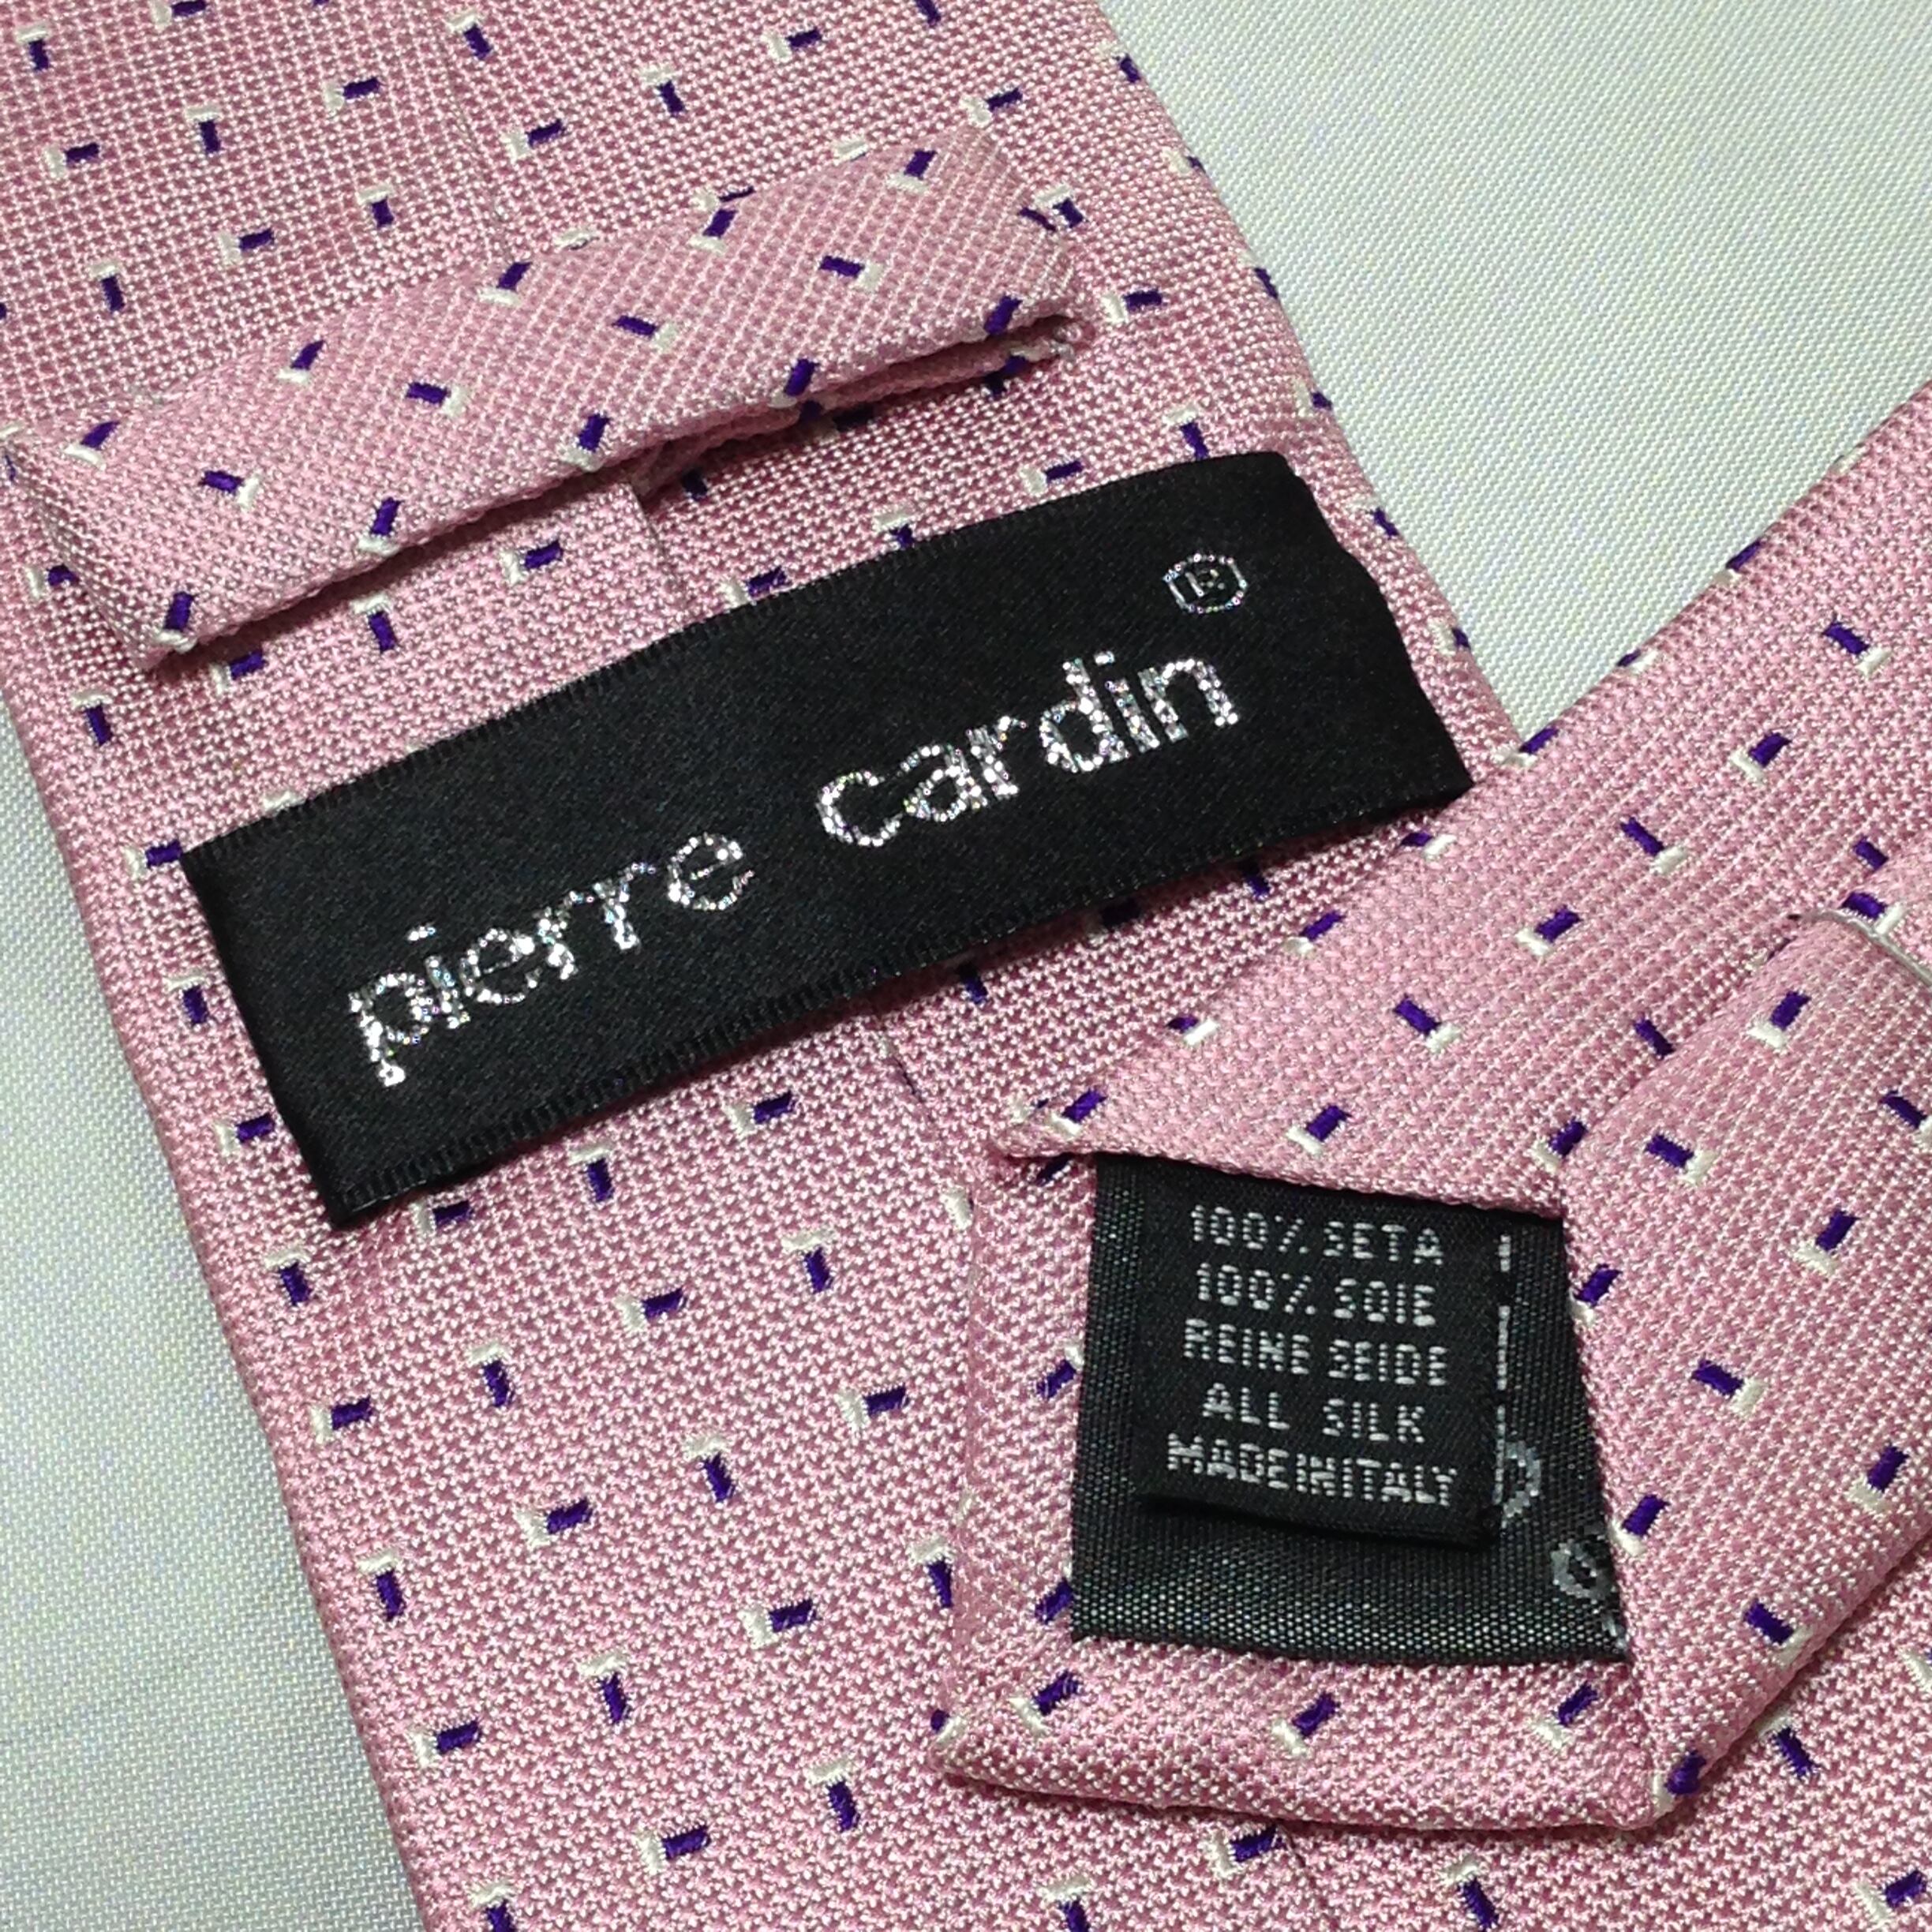 ®
pierre cardin
100% SETA
100% SOIE
REINE SEIDE
ALL SILK
MADE IN ITALY